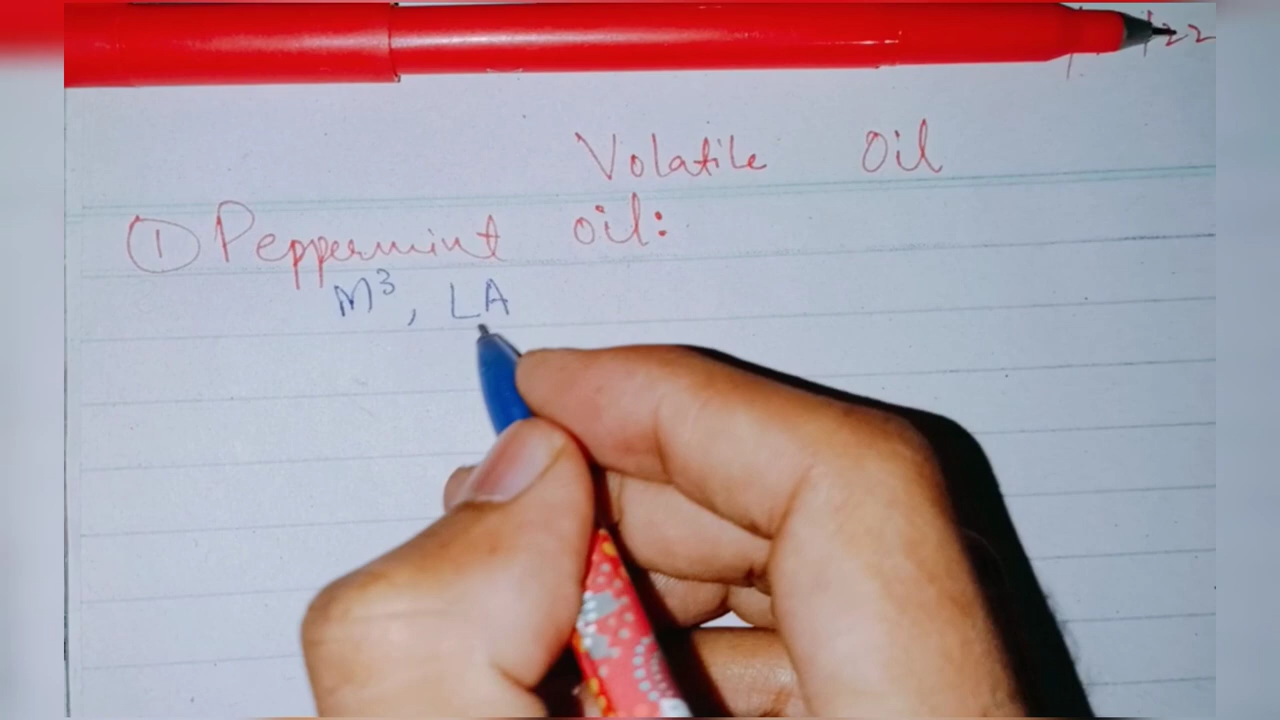 Volatile Oil
① Peppermint oil:
M³, LA